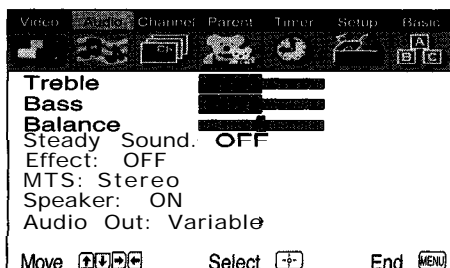 Video Audio Channel Parent Timer Setup Basic
Ch A B C
Treble
Bass
Balance
Steady Sound. OFF
Effect: OFF
MTS: Stereo
Speaker: ON
Audio Out: Variable
Move Select End MENU